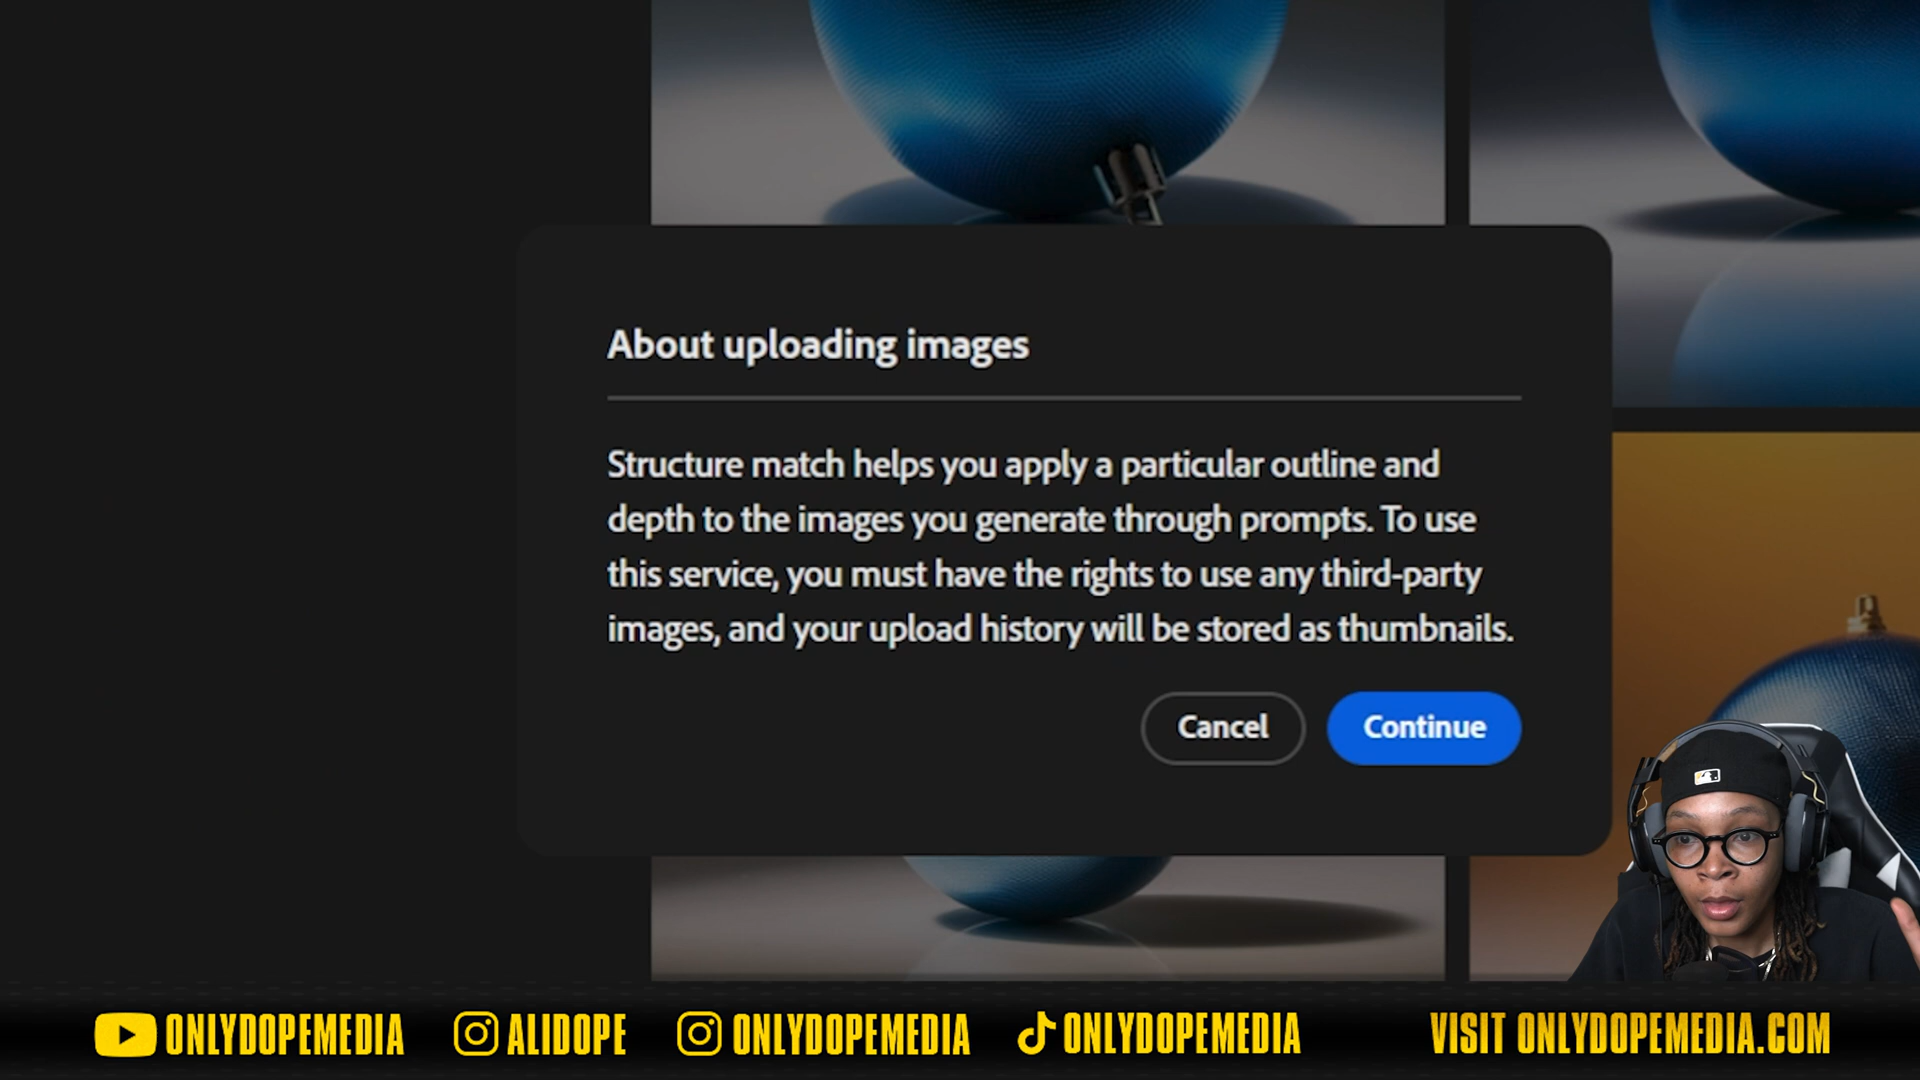 About uploading images
Structure match helps you apply a particular outline and
depth to the images you generate through prompts. To use
this service, you must have the rights to use any third-party
images, and your upload history will be stored as thumbnails.
Cancel
Continue
ONLYDOPEMEDIA
ALIDOPE
ONLYDOPEMEDIA
ONLYDOPEMEDIA
VISIT ONLYDOPEMEDIA.COM